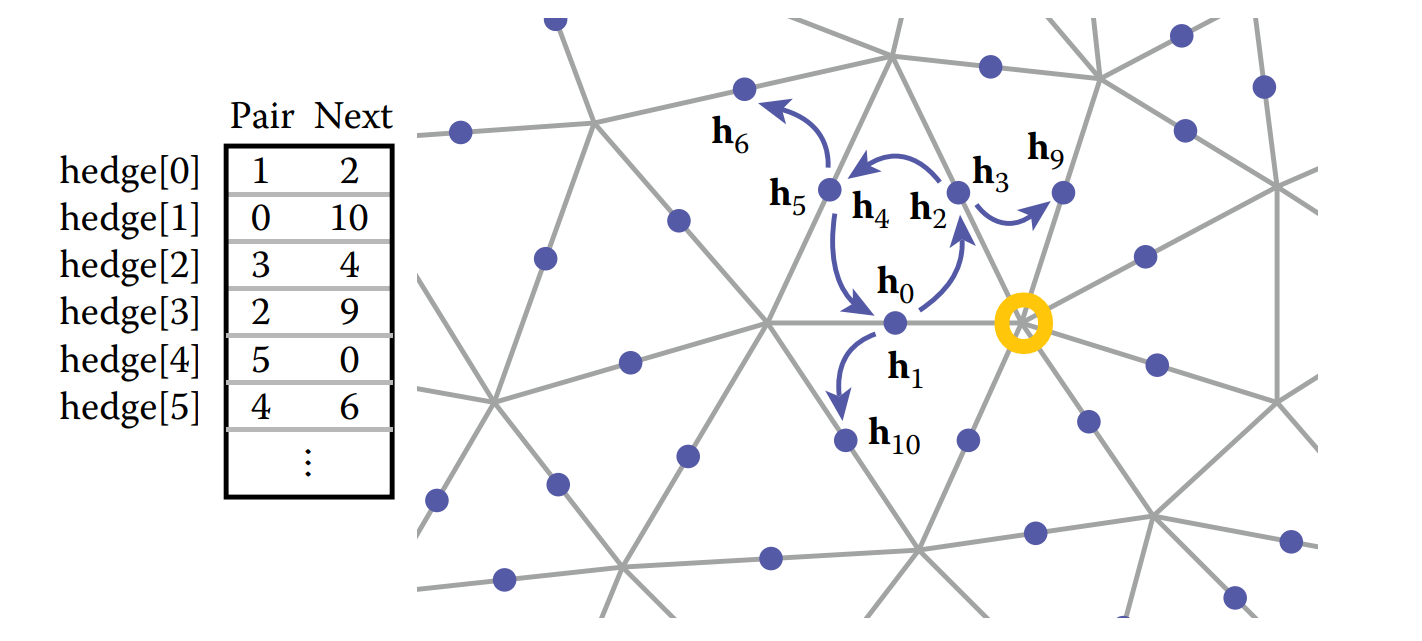 Pair Next
hedge[0] 1 2
hedge[1] 0 10
hedge[2] 3 4
hedge[3] 2 9
hedge[4] 5 0
hedge[5] 4 6
⋮
h6
h9
h3
h5
h4
h2
h0
h1
h10